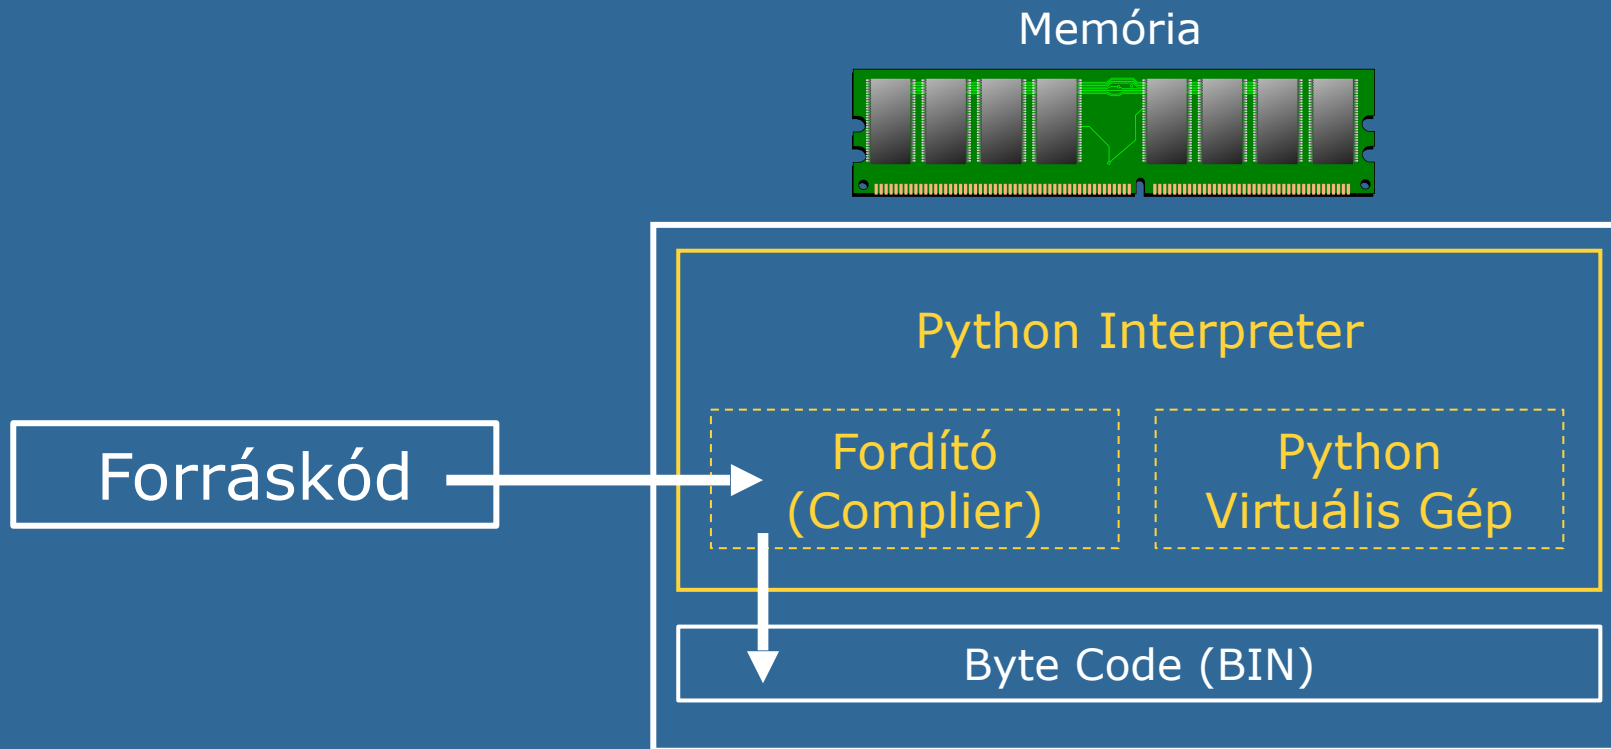 Memória
Python Interpreter
Forráskód
Fordító
(Complier)
Python
Virtuális Gép
Byte Code (BIN)